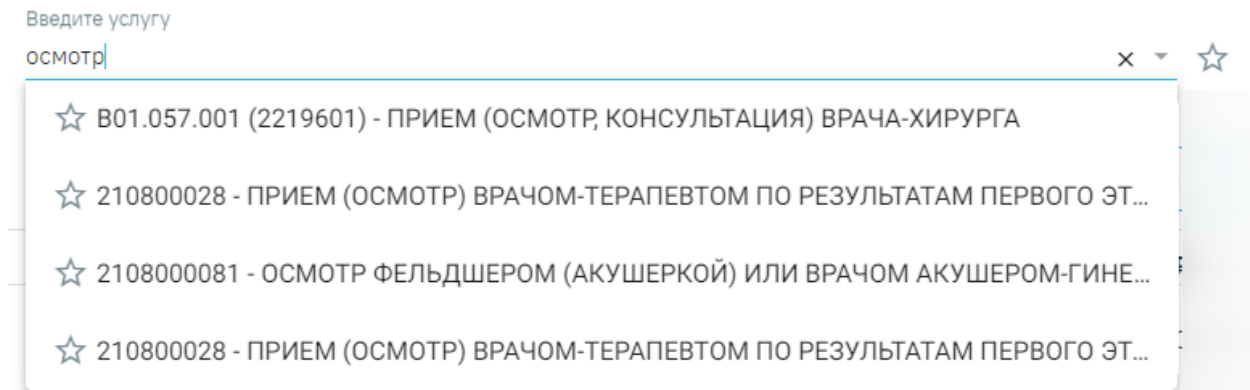 Введите услугу
осмотр
B01.057.001 (2219601) - ПРИЕМ (ОСМОТР, КОНСУЛЬТАЦИЯ) ВРАЧА-ХИРУРГА
210800028 - ПРИЕМ (ОСМОТР) ВРАЧОМ-ТЕРАПЕВТОМ ПО РЕЗУЛЬТАТАМ ПЕРВОГО ЭТ...
2108000081 - ОСМОТР ФЕЛЬДШЕРОМ (АКУШЕРКОЙ) ИЛИ ВРАЧОМ АКУШЕРОМ-ГИНЕ...
210800028 - ПРИЕМ (ОСМОТР) ВРАЧОМ-ТЕРАПЕВТОМ ПО РЕЗУЛЬТАТАМ ПЕРВОГО ЭТ...